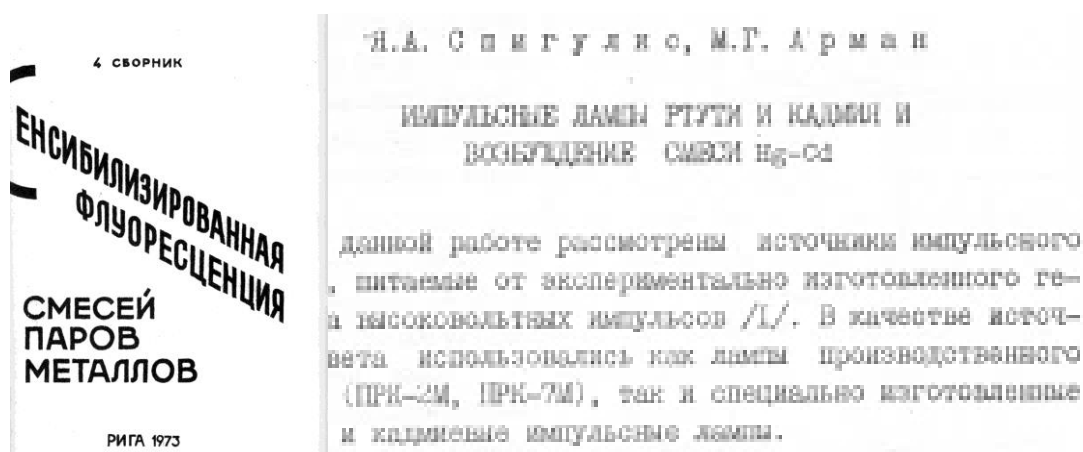 4 СБОРНИК
ЕНСИБИЛИЗИРОВАННАЯ
ФЛУОРЕСЦЕНЦИЯ
СМЕСЕЙ
ПАРОВ
МЕТАЛЛОВ
РИГА 1973
Я.А. Спигулис, М.Г. Арман
ИМПУЛЬСНЫЕ ЛАМПЫ РТУТИ И КАДМИЯ И
ВОЗБУЖДЕНИЕ СМЕСИ Hg-Cd
данной работе рассмотрены источники импульсного
, питаемые от экспериментально изготовленного ге-
а высоковольтных импульсов /1/. В качестве источ-
вета использовались как лампы производственного
(ПРК-2М, ПРК-7М), так и специально изготовленные
и кадмиевые импульсные лампы.